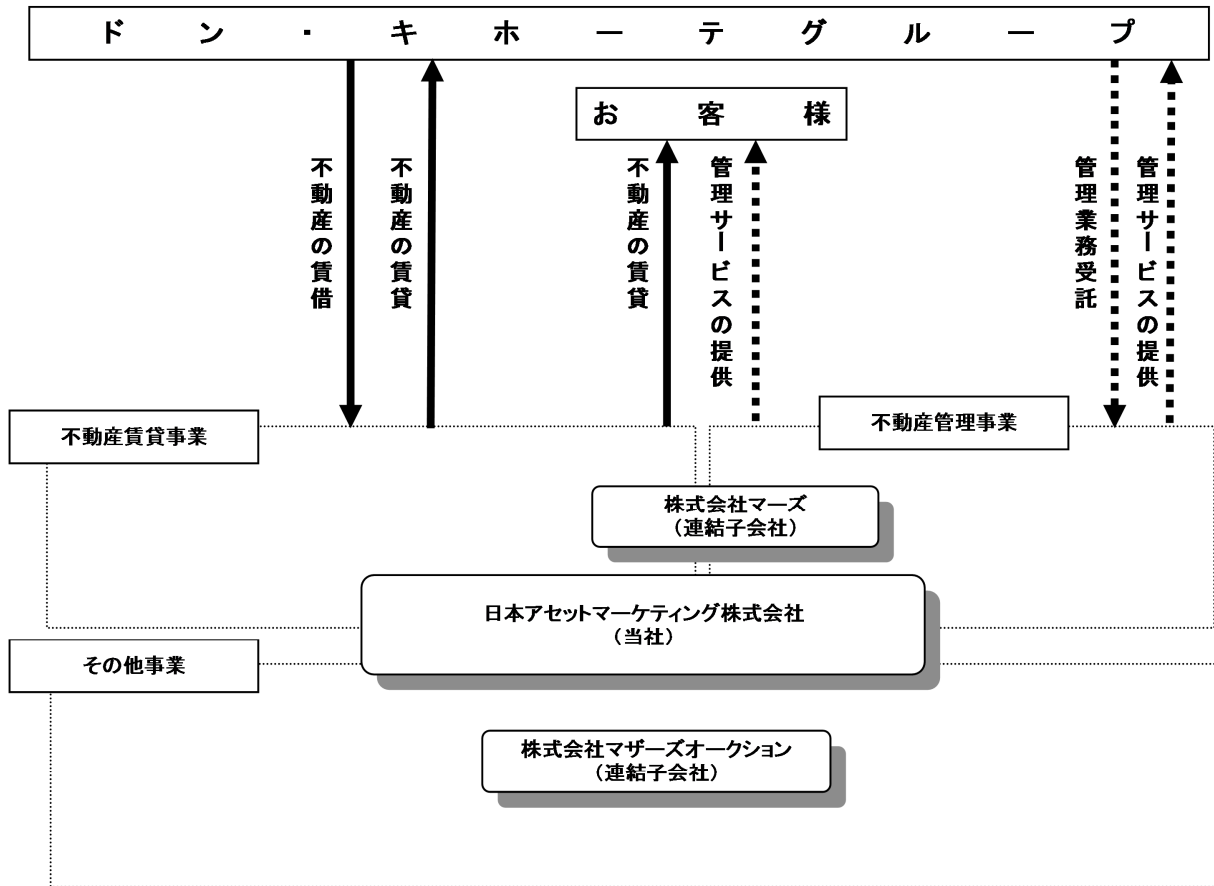 ドン・キホーテグループ
お客様
不動産の賃借
不動産の賃貸
不動産の賃貸
管理サービスの提供
管理業務受託
管理サービスの提供
不動産賃貸事業
不動産管理事業
株式会社マーズ
（連結子会社）
日本アセットマーケティング株式会社
（当社）
その他事業
株式会社マザーズオークション
（連結子会社）